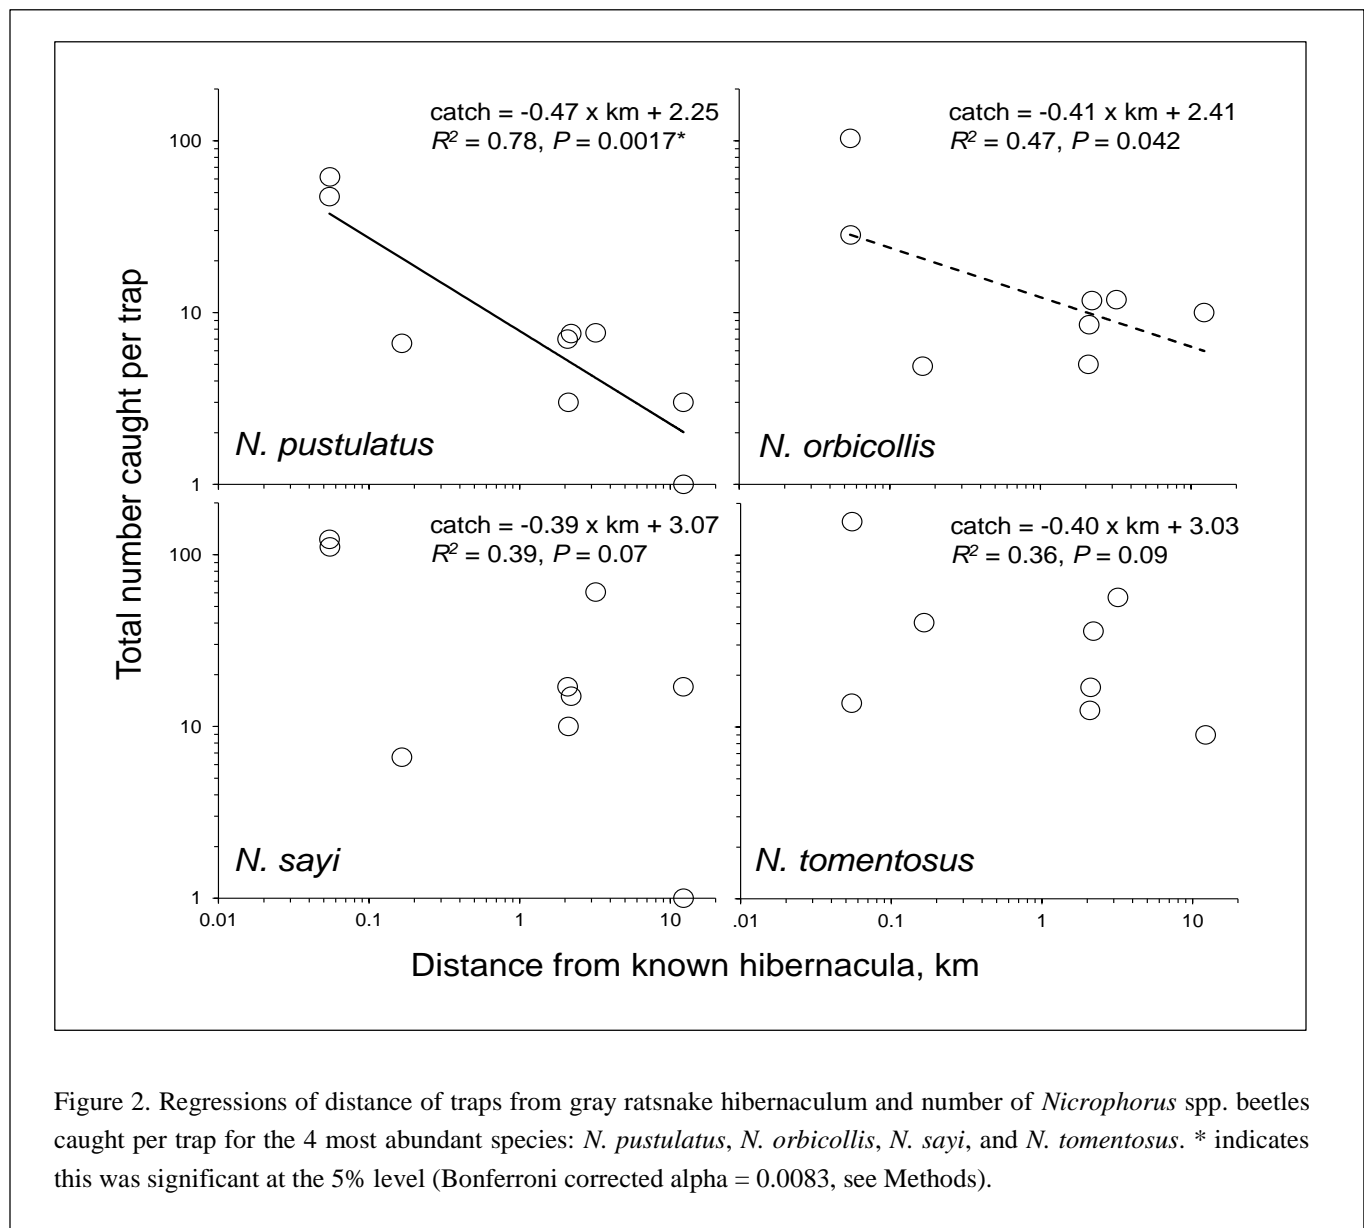 catch = -0.47 x km + 2.25
R² = 0.78, P = 0.0017*
catch = -0.41 x km + 2.41
R² = 0.47, P = 0.042
100
10
1
N. pustulatus
N. orbicollis
Total number caught per trap
catch = -0.39 x km + 3.07
R² = 0.39, P = 0.07
catch = -0.40 x km + 3.03
R² = 0.36, P = 0.09
100
10
1
N. sayi
N. tomentosus
0.01 0.1 1 10 .01 0.1 1 10
Distance from known hibernacula, km
Figure 2. Regressions of distance of traps from gray ratsnake hibernaculum and number of Nicrophorus spp. beetles
caught per trap for the 4 most abundant species: N. pustulatus, N. orbicollis, N. sayi, and N. tomentosus. * indicates
this was significant at the 5% level (Bonferroni corrected alpha = 0.0083, see Methods).